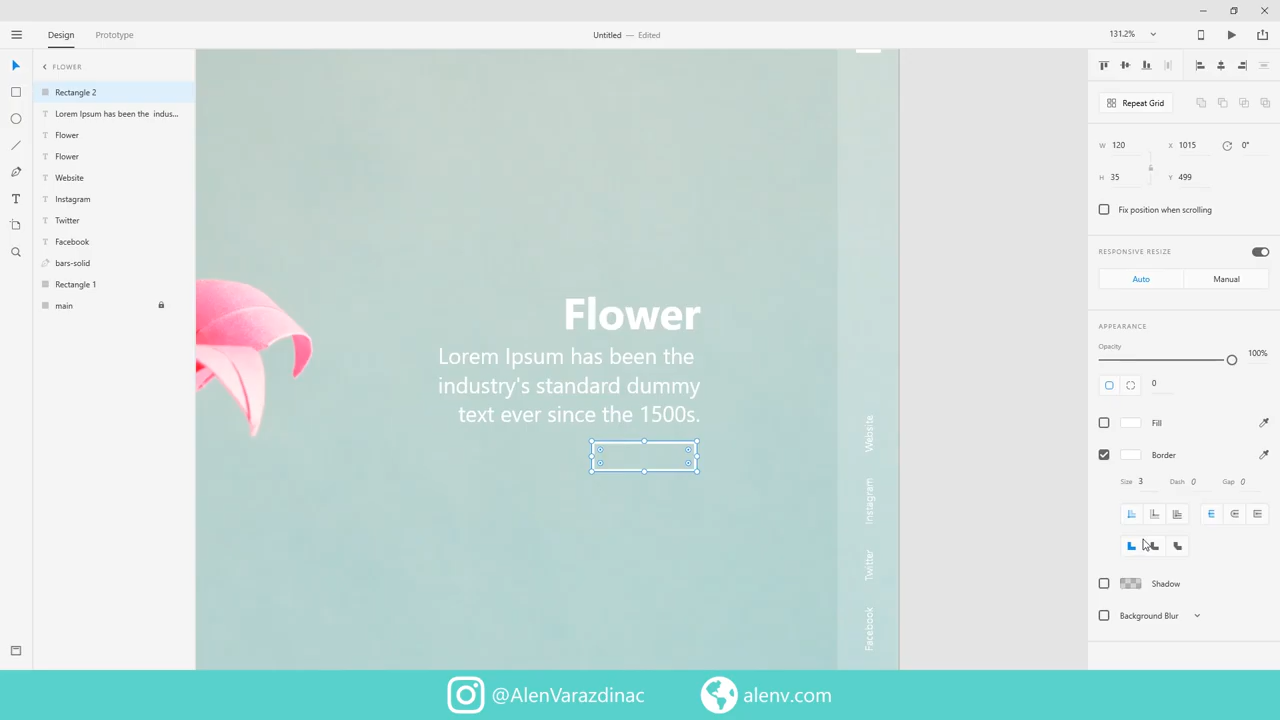 Design
Prototype
Untitled — Edited
131.2%
FLOWER
Rectangle 2
Lorem Ipsum has been the indus...
Flower
Flower
Website
Instagram
Twitter
Facebook
bars-solid
Rectangle 1
main
Flower
Lorem Ipsum has been the
industry's standard dummy
text ever since the 1500s.
Website
Instagram
Twitter
Facebook
Repeat Grid
W 120 X 1015 0°
H 35 Y 499
Fix position when scrolling
RESPONSIVE RESIZE
Auto Manual
APPEARANCE
Opacity
100%
0
Fill
Border
Size 3 Dash 0 Gap 0
Shadow
Background Blur
@AlenVarazdinac alenv.com